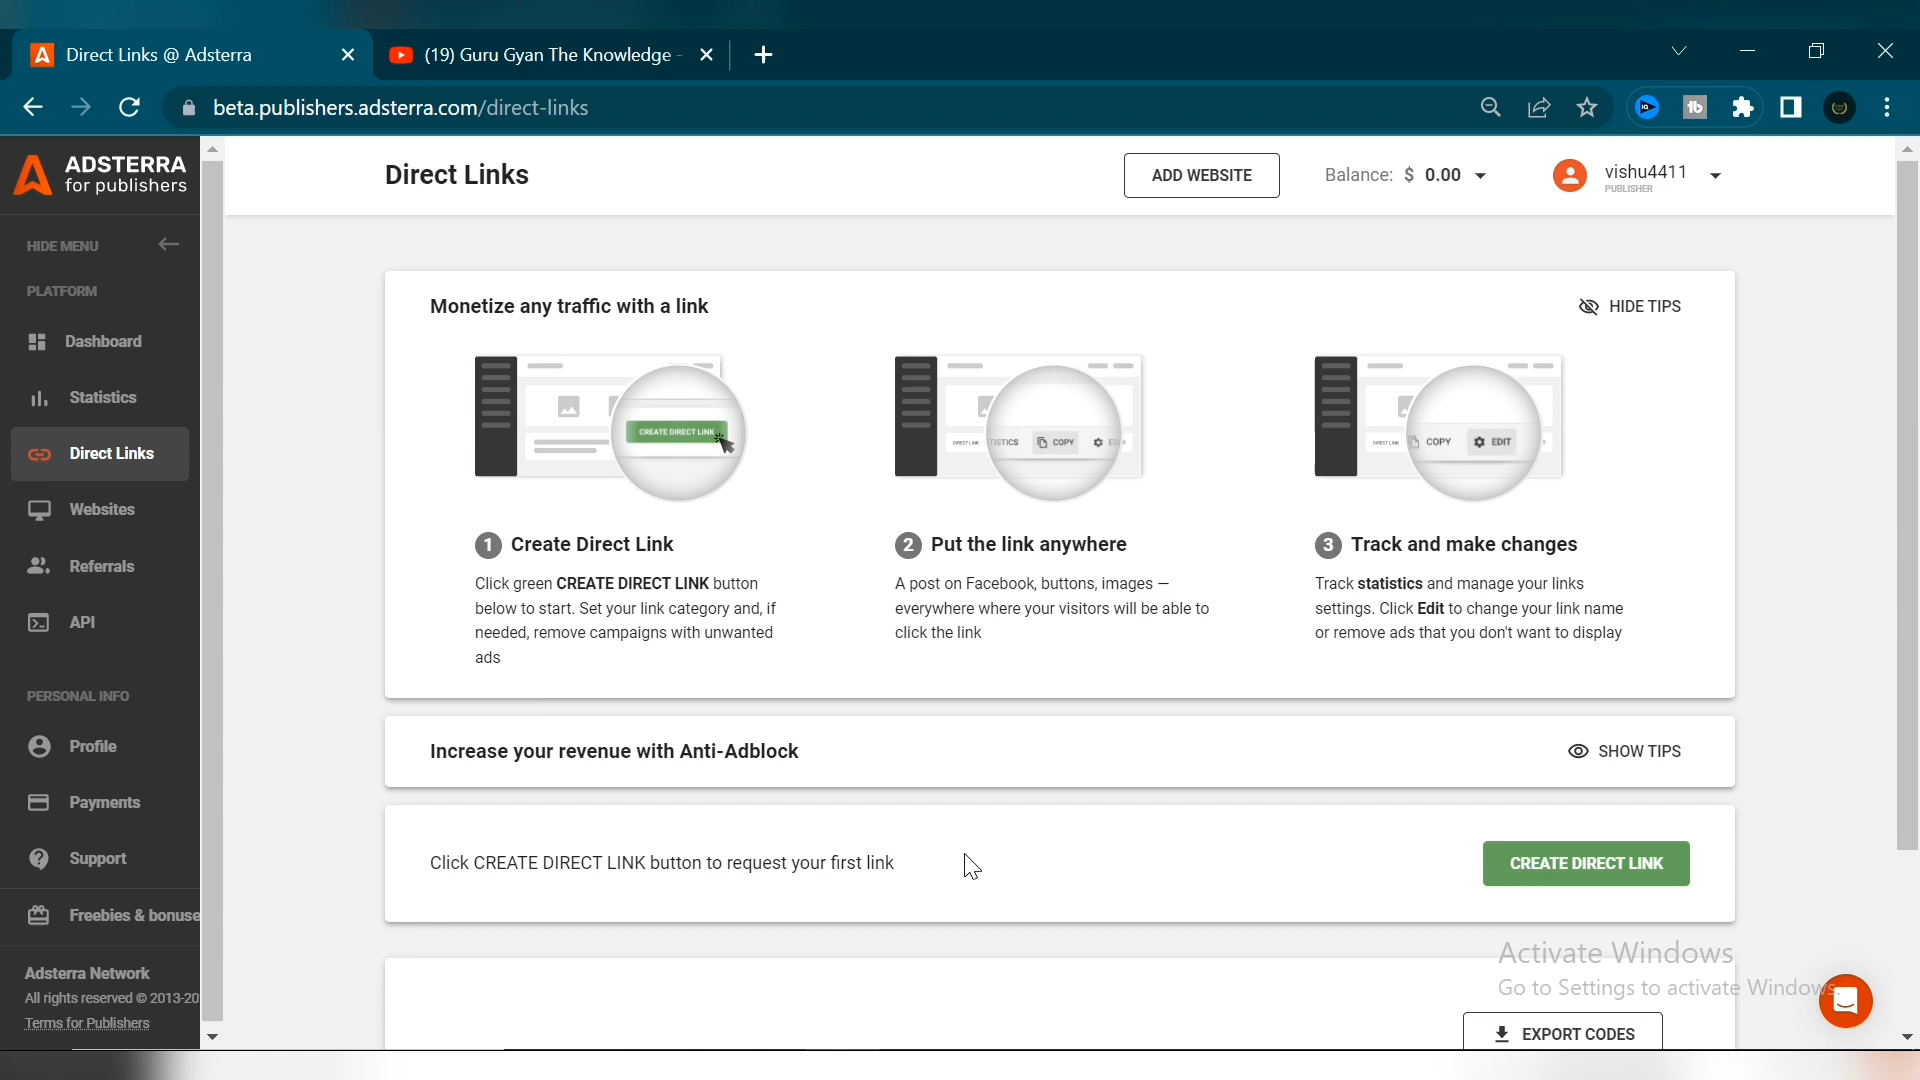 Direct Links @ Adsterra
(19) Guru Gyan The Knowledge -
beta.publishers.adsterra.com/direct-links
ADSTERRA
for publishers
Direct Links
ADD WEBSITE
Balance: $ 0.00
vishu4411
PUBLISHER
HIDE MENU
PLATFORM
Dashboard
Statistics
Direct Links
Websites
Referrals
API
PERSONAL INFO
Profile
Payments
Support
Freebies & bonuse
Adsterra Network
All rights reserved © 2013-20
Terms for Publishers
Monetize any traffic with a link
HIDE TIPS
CREATE DIRECT LINK
DIRECT LINK
TISTICS
COPY
DIRECT LINK
COPY
EDIT
1 Create Direct Link
Click green CREATE DIRECT LINK button
below to start. Set your link category and, if
needed, remove campaigns with unwanted
ads
2 Put the link anywhere
A post on Facebook, buttons, images —
everywhere where your visitors will be able to
click the link
3 Track and make changes
Track statistics and manage your links
settings. Click Edit to change your link name
or remove ads that you don't want to display
Increase your revenue with Anti-Adblock
SHOW TIPS
Click CREATE DIRECT LINK button to request your first link
CREATE DIRECT LINK
Activate Windows
Go to Settings to activate Windows.
EXPORT CODES